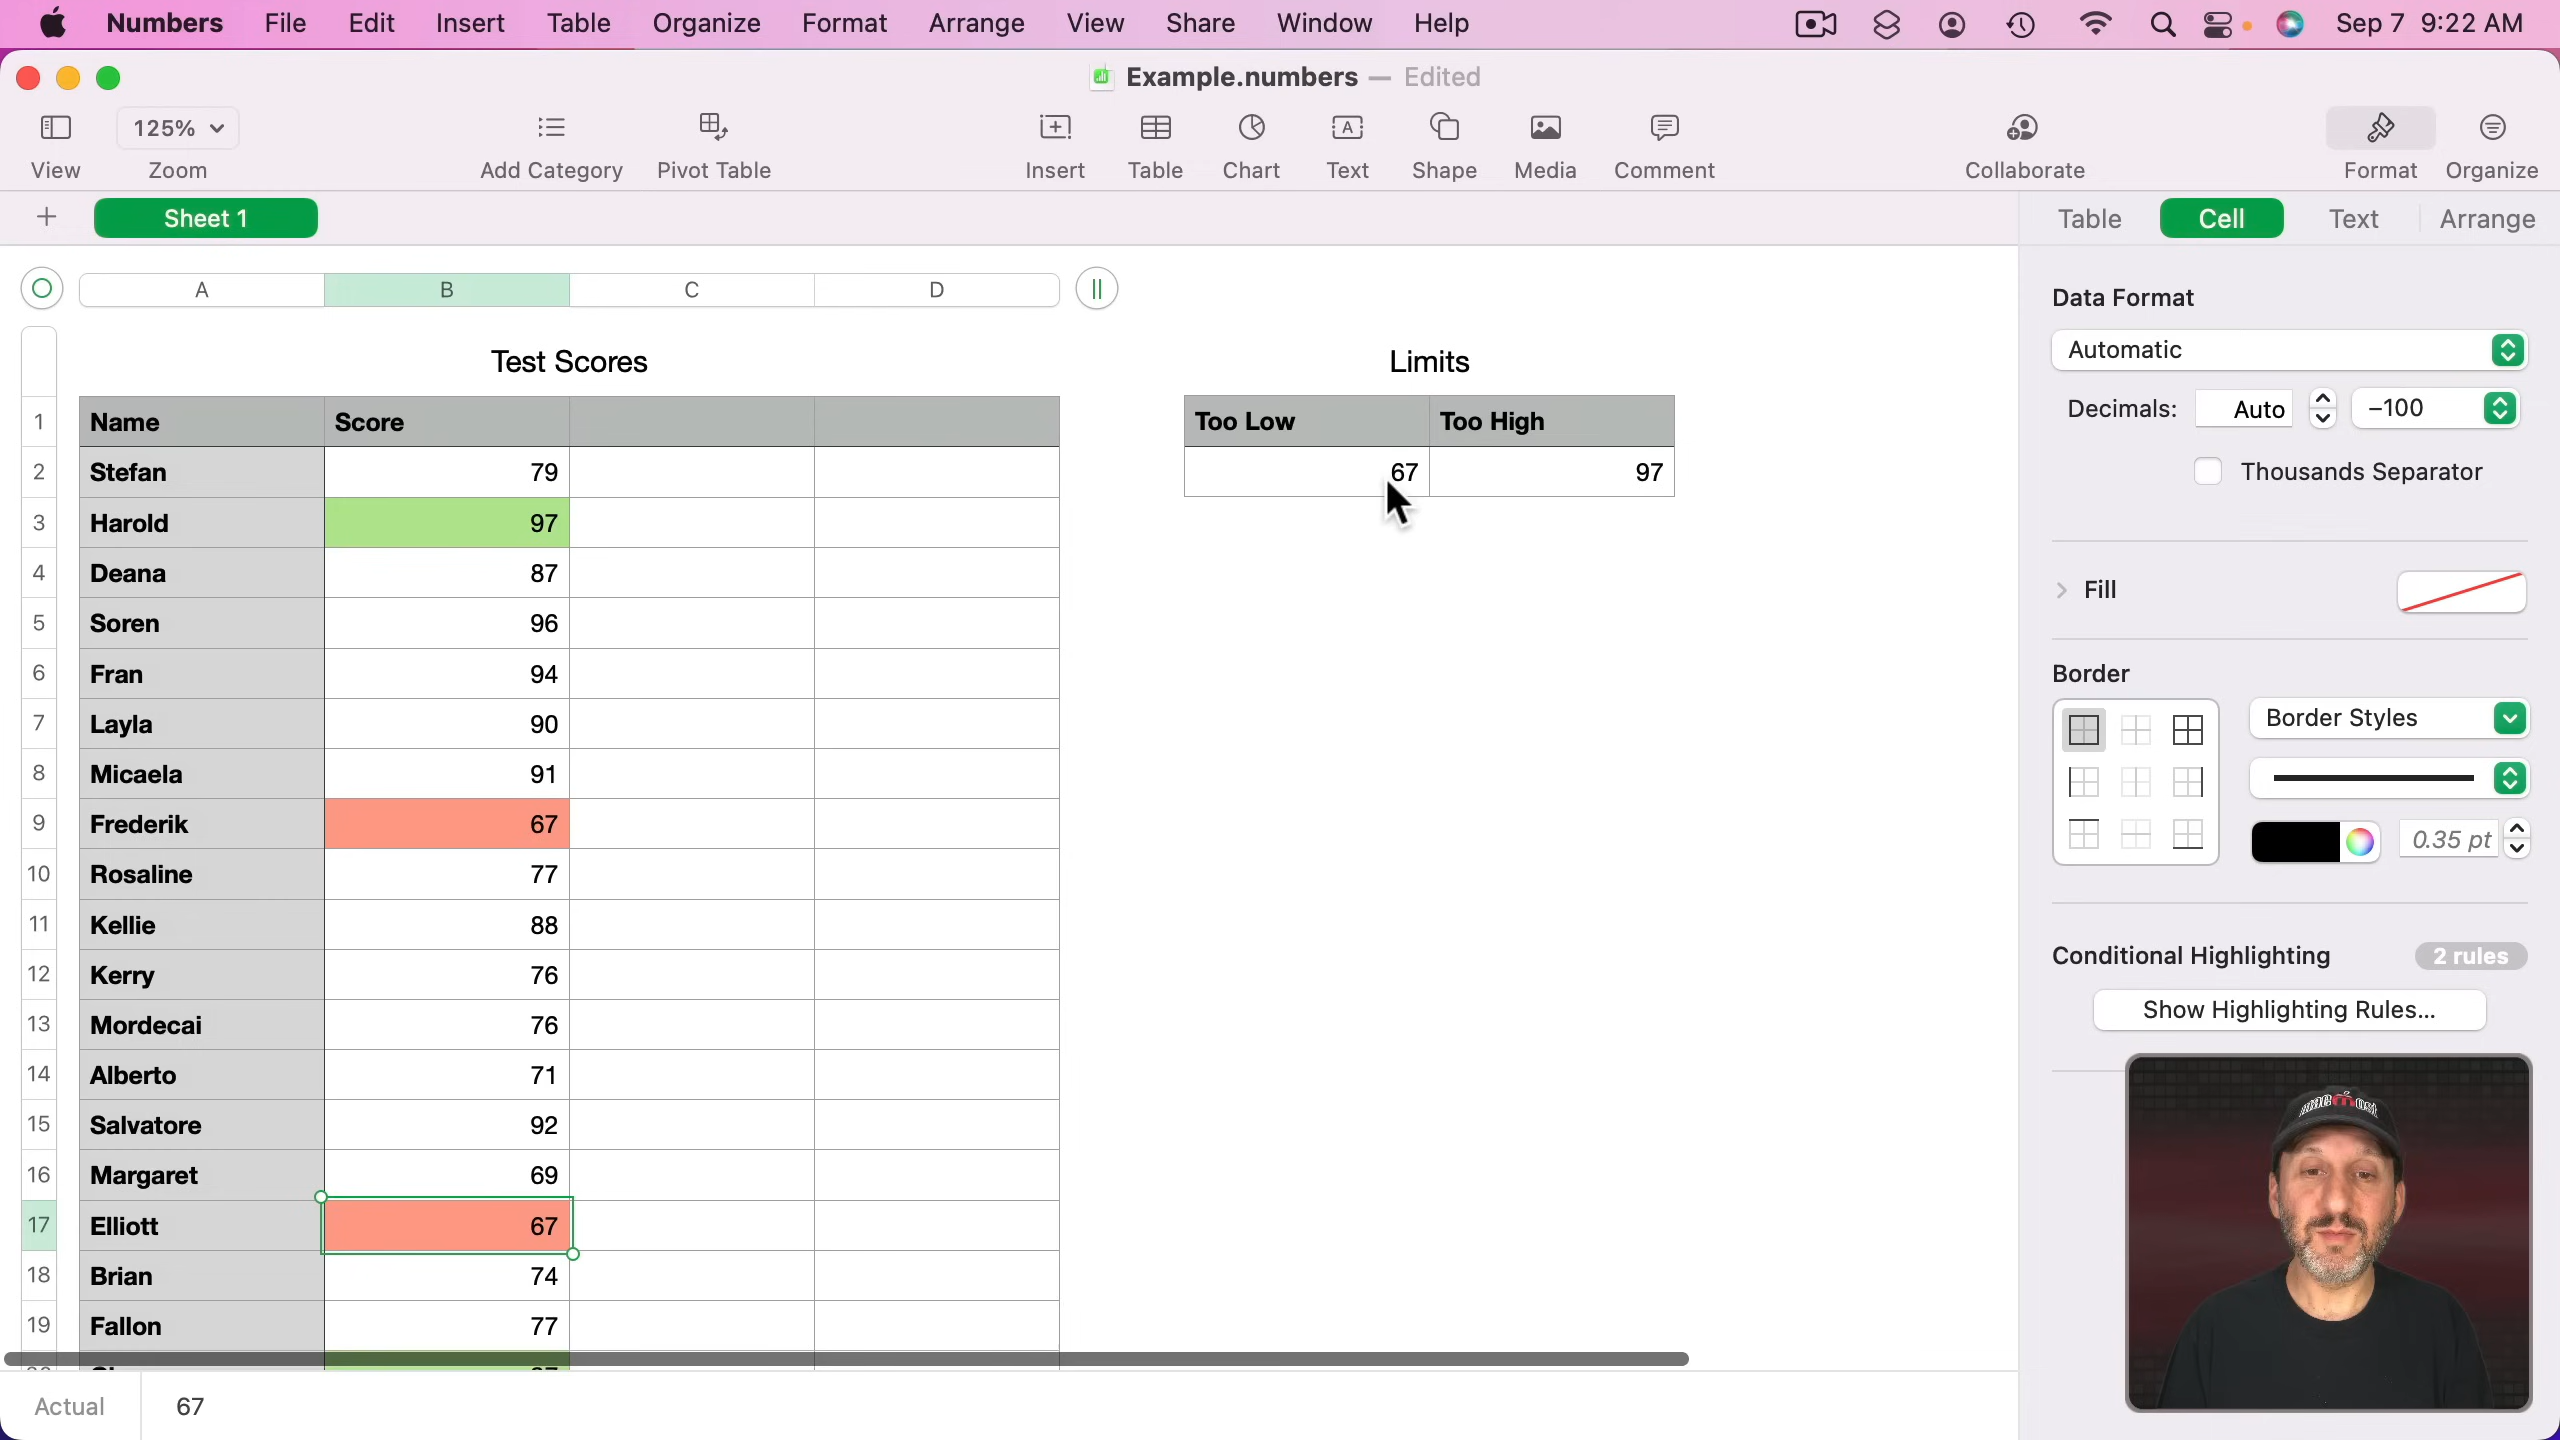 Numbers File Edit Insert Table Organize Format Arrange View Share Window Help Sep 7 9:22 AM
Example.numbers — Edited
125%
View Zoom Add Category Pivot Table Insert Table Chart Text Shape Media Comment Collaborate Format Organize
Sheet 1
Table Cell Text Arrange
A B C D
Test Scores
1 Name Score
2 Stefan 79
3 Harold 97
4 Deana 87
5 Soren 96
6 Fran 94
7 Layla 90
8 Micaela 91
9 Frederik 67
10 Rosaline 77
11 Kellie 88
12 Kerry 76
13 Mordecai 76
14 Alberto 71
15 Salvatore 92
16 Margaret 69
17 Elliott 67
18 Brian 74
19 Fallon 77
Limits
Too Low Too High
67 97
Data Format
Automatic
Decimals: Auto –100
Thousands Separator
Fill
Border
Border Styles
0.35 pt
Conditional Highlighting 2 rules
Show Highlighting Rules...
macmost
Actual 67